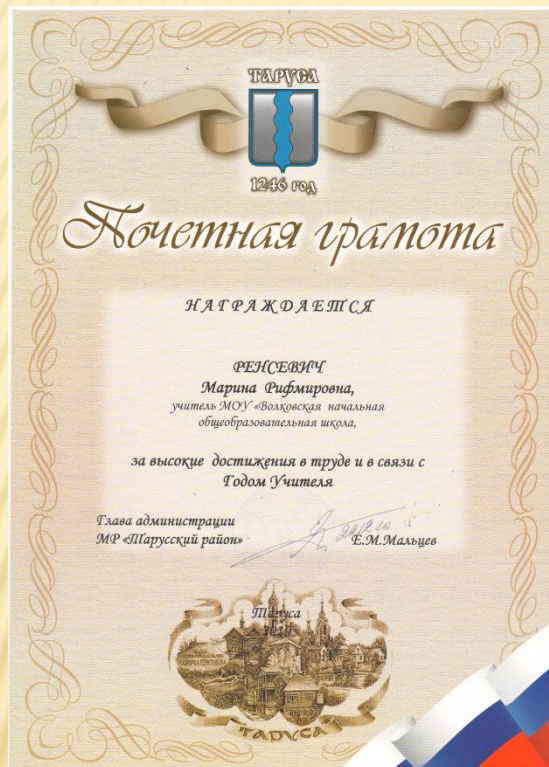 ТАРУСА
1246 год
Почетная грамота
НАГРАЖДАЕТСЯ
РЕНСЕВИЧ
Марина Рифмировна,
учитель МОУ «Волковская начальная
общеобразовательная школа,
за высокие достижения в труде и в связи с
Годом Учителя
Глава администрации
МР «Тарусский район»
Е.М.Мальцев
Таруса
ТАРУСА